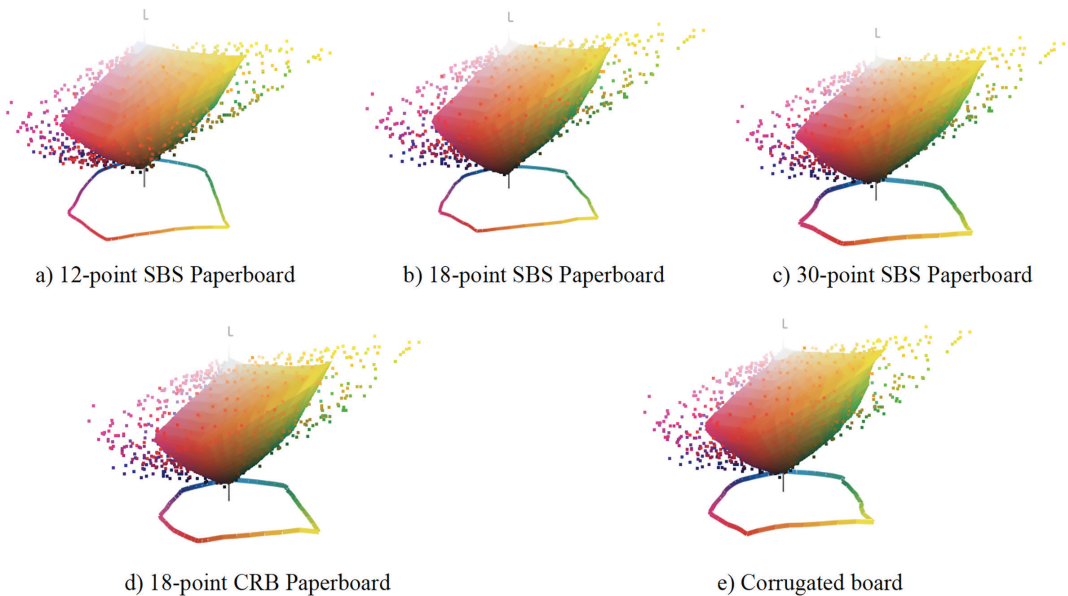 L
L
L
a) 12-point SBS Paperboard
b) 18-point SBS Paperboard
c) 30-point SBS Paperboard
L
L
d) 18-point CRB Paperboard
e) Corrugated board